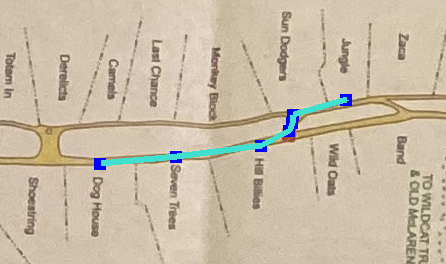 Totem In
Derelicts
Camels
Last Chance
Monkey Block
Sun Dodgers
Jungle
Zaca
Shoestring
Dog House
Seven Trees
Hill Billies
Wild Oats
Band
TO WILDCAT
& OLD McLAREN